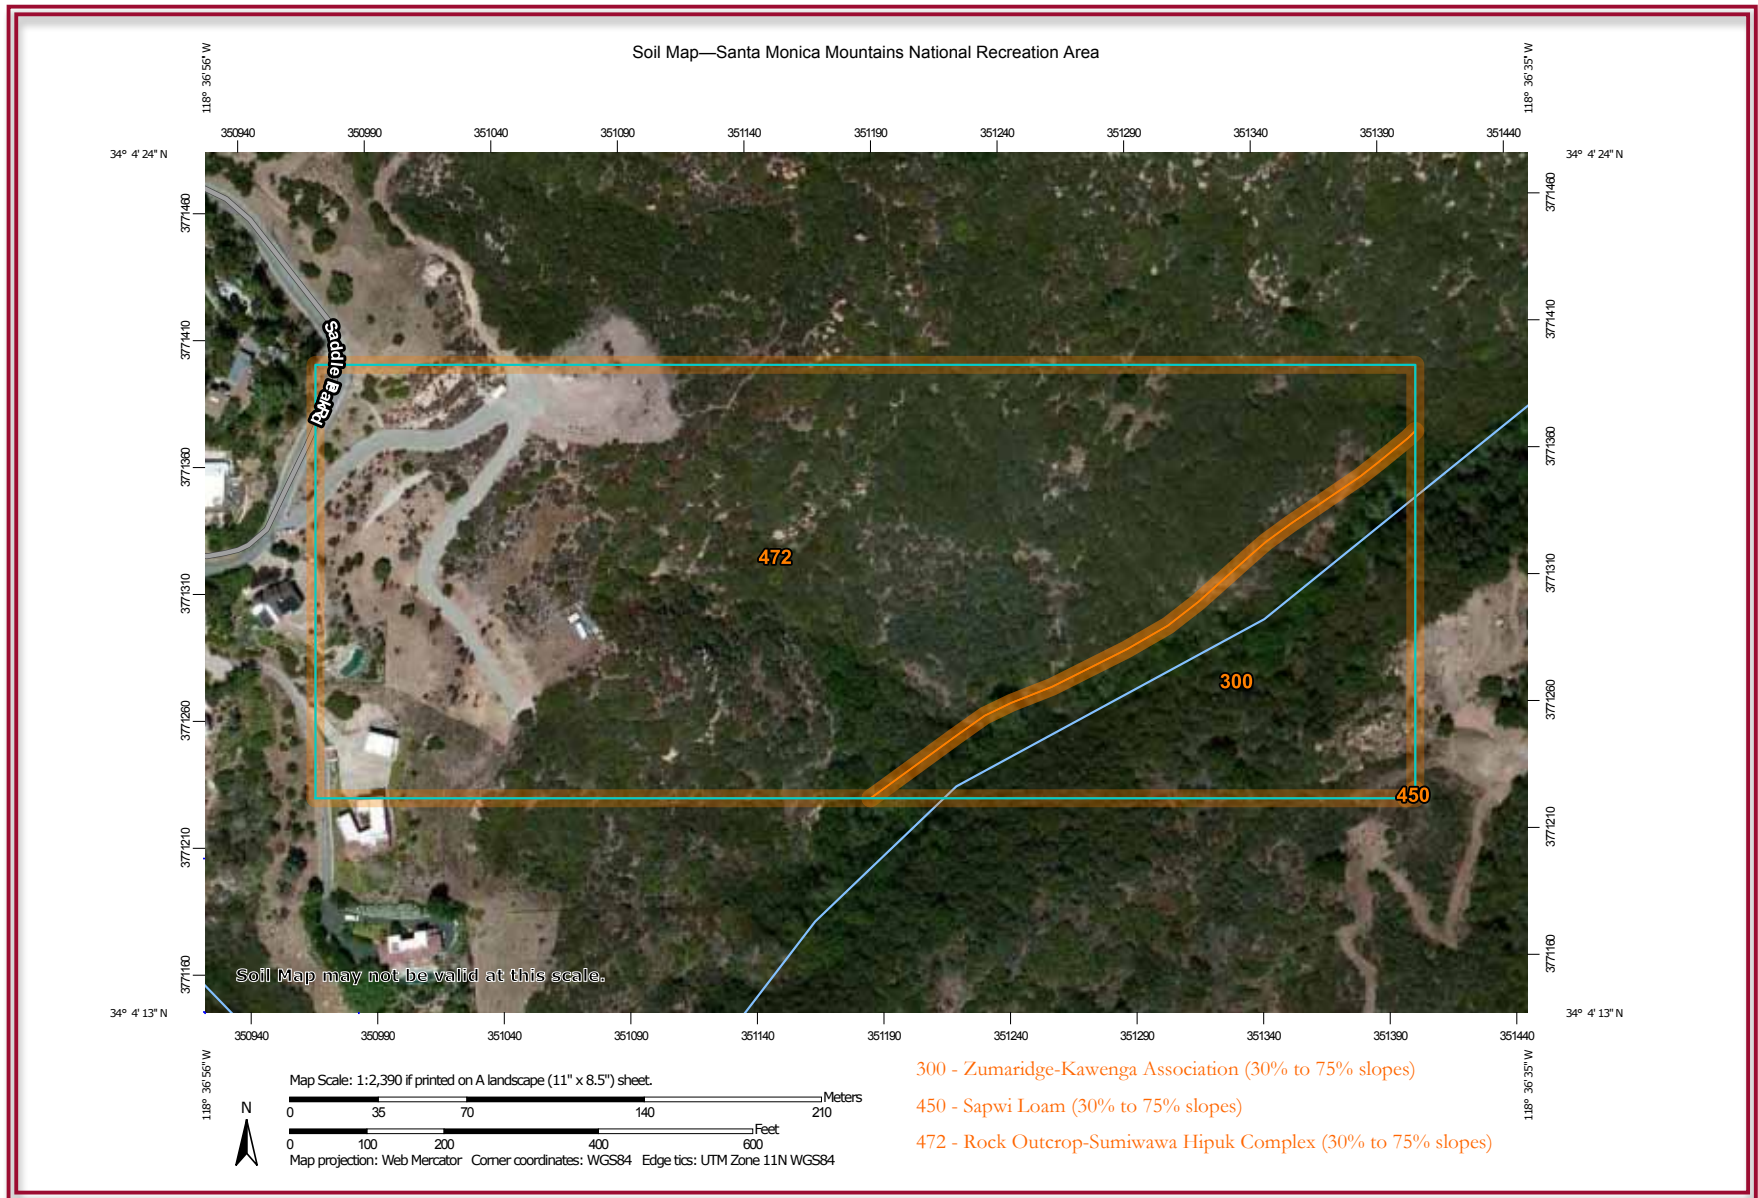 Soil Map—Santa Monica Mountains National Recreation Area
118° 36' 56" W
118° 36' 35" W
350940 350990 351040 351090 351140 351190 351240 351290 351340 351390 351440
34° 4' 24" N
34° 4' 24" N
3771460
3771410
3771360
3771310
3771260
3771210
3771160
3771460
3771410
3771360
3771310
3771260
3771210
3771160
Saddle Peak Rd
472
300
450
Soil Map may not be valid at this scale.
34° 4' 13" N
34° 4' 13" N
350940 350990 351040 351090 351140 351190 351240 351290 351340 351390 351440
118° 36' 56" W
118° 36' 35" W
N
Map Scale: 1:2,390 if printed on A landscape (11" x 8.5") sheet.
Meters
0 35 70 140 210
Feet
0 100 200 400 600
Map projection: Web Mercator Corner coordinates: WGS84 Edge tics: UTM Zone 11N WGS84
300 - Zumaridge-Kawenga Association (30% to 75% slopes)
450 - Sapwi Loam (30% to 75% slopes)
472 - Rock Outcrop-Sumiwawa Hipuk Complex (30% to 75% slopes)